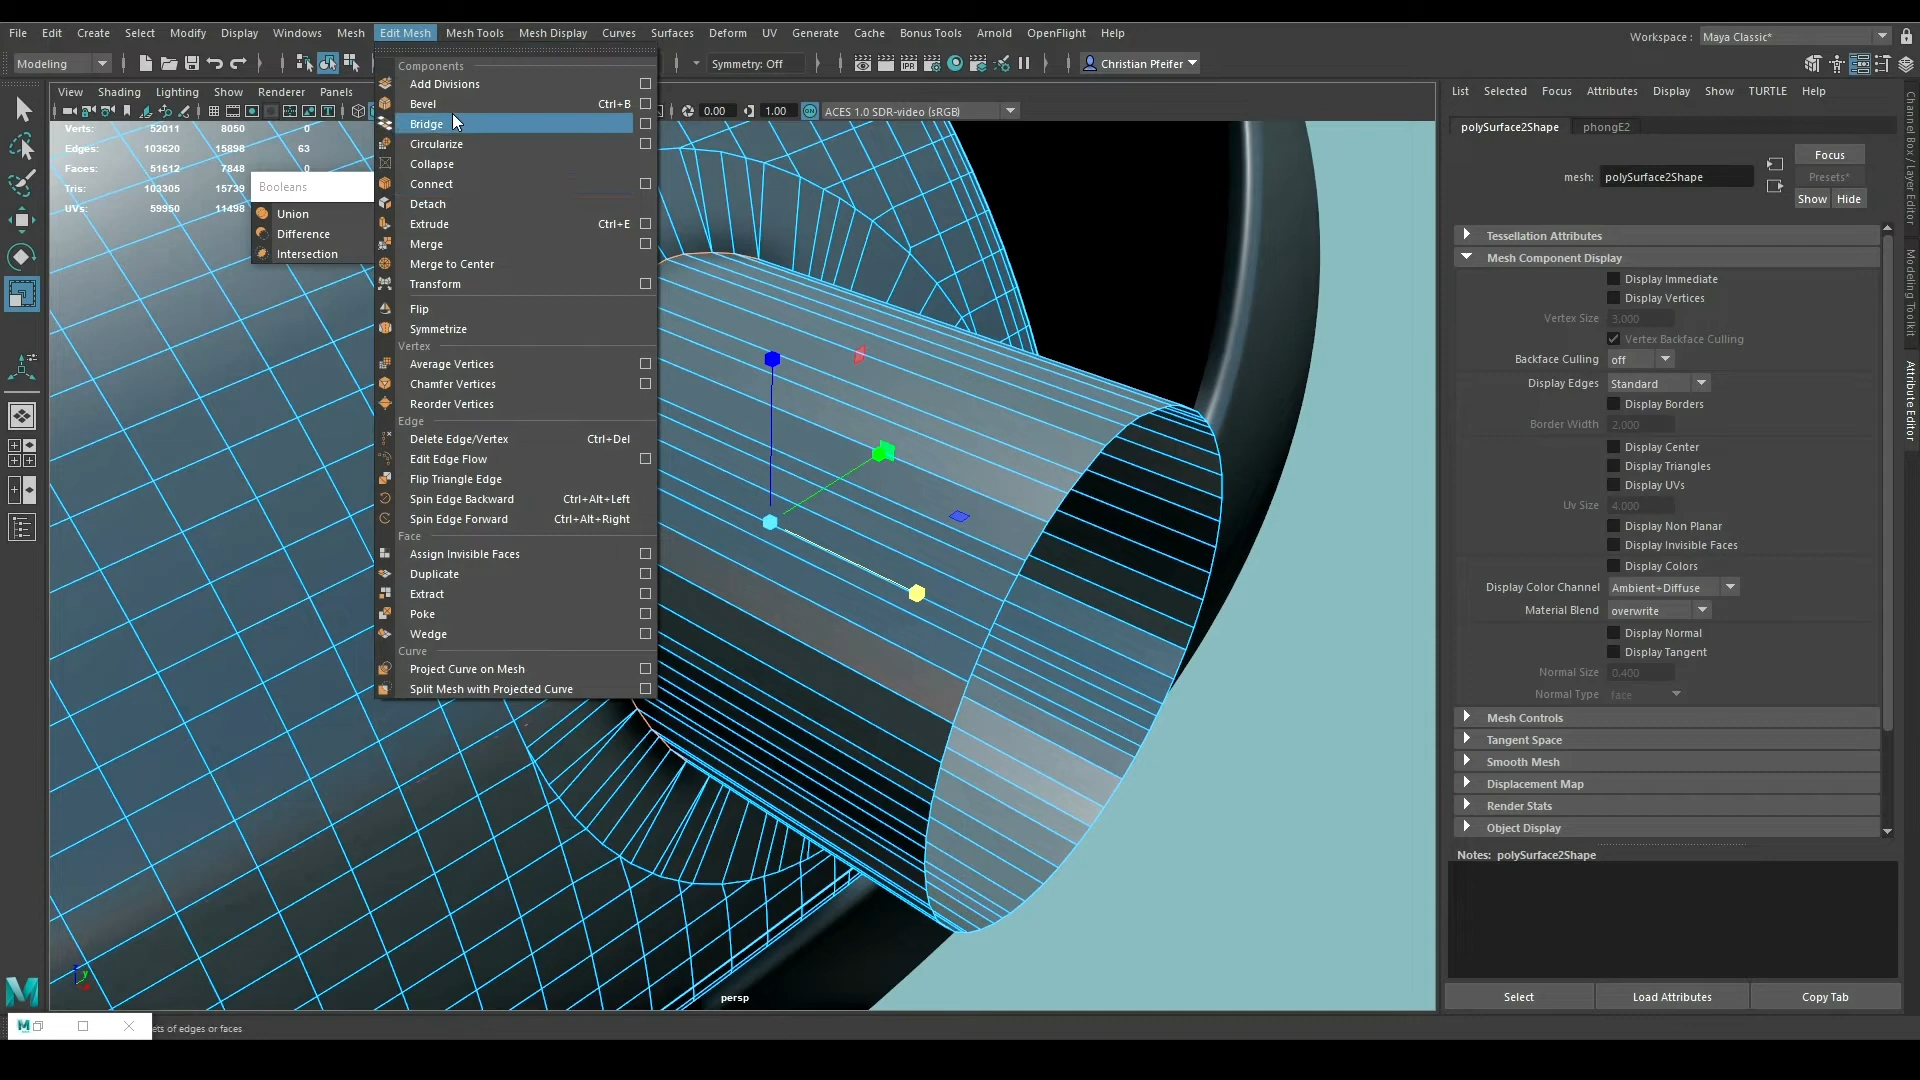 File Edit Create Select Modify Display Windows Mesh Edit Mesh Mesh Tools Mesh Display Curves Surfaces Deform UV Generate Cache Bonus Tools Arnold OpenFlight Help
Workspace : Maya Classic*
Modeling
Symmetry: Off
Christian Pfeifer
View Shading Lighting Show Renderer Panels
0.00 1.00 ACES 1.0 SDR-video (sRGB)
Verts: 52011 8050 0
Edges: 103620 15898 63
Faces: 51612 7848 0
Tris: 103305 15739
UVs: 59950 11498
Booleans
Union
Difference
Intersection
Components
Add Divisions
Bevel Ctrl+B
Bridge
Circularize
Collapse
Connect
Detach
Extrude Ctrl+E
Merge
Merge to Center
Transform
Flip
Symmetrize
Vertex
Average Vertices
Chamfer Vertices
Reorder Vertices
Edge
Delete Edge/Vertex Ctrl+Del
Edit Edge Flow
Flip Triangle Edge
Spin Edge Backward Ctrl+Alt+Left
Spin Edge Forward Ctrl+Alt+Right
Face
Assign Invisible Faces
Duplicate
Extract
Poke
Wedge
Curve
Project Curve on Mesh
Split Mesh with Projected Curve
persp
ets of edges or faces
List Selected Focus Attributes Display Show TURTLE Help
polySurface2Shape phongE2
mesh: polySurface2Shape
Focus
Presets*
Show Hide
Tessellation Attributes
Mesh Component Display
Display Immediate
Display Vertices
Vertex Size 3.000
Vertex Backface Culling
Backface Culling off
Display Edges Standard
Display Borders
Border Width 2.000
Display Center
Display Triangles
Display UVs
Uv Size 4.000
Display Non Planar
Display Invisible Faces
Display Colors
Display Color Channel Ambient+Diffuse
Material Blend overwrite
Display Normal
Display Tangent
Normal Size 0.400
Normal Type face
Mesh Controls
Tangent Space
Smooth Mesh
Displacement Map
Render Stats
Object Display
Notes: polySurface2Shape
Select Load Attributes Copy Tab
Channel Box / Layer Editor
Modeling Toolkit
Attribute Editor